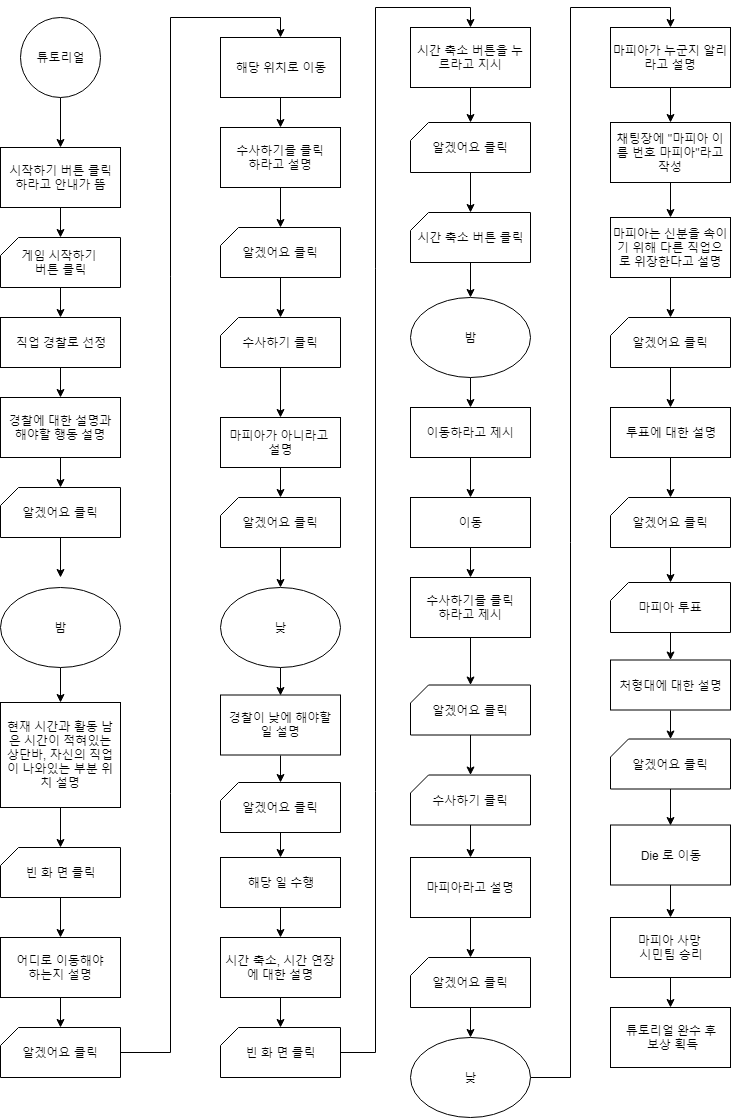 튜토리얼
시작하기 버튼 클릭
하라고 안내가 뜸
게임 시작하기
버튼 클릭
직업 경찰로 선정
경찰에 대한 설명과
해야할 행동 설명
알겠어요 클릭
밤
현재 시간과 활동 남
은 시간이 적혀있는
상단바, 자신의 직업
이 나와있는 부분 위
치 설명
빈 화 면 클릭
어디로 이동해야
하는지 설명
알겠어요 클릭
해당 위치로 이동
수사하기를 클릭
하라고 설명
알겠어요 클릭
수사하기 클릭
마피아가 아니라고
설명
알겠어요 클릭
낮
경찰이 낮에 해야할
일 설명
알겠어요 클릭
해당 일 수행
시간 축소, 시간 연장
에 대한 설명
빈 화 면 클릭
시간 축소 버튼을 누
르라고 지시
알겠어요 클릭
시간 축소 버튼 클릭
밤
이동하라고 제시
이동
수사하기를 클릭
하라고 제시
알겠어요 클릭
수사하기 클릭
마피아라고 설명
알겠어요 클릭
낮
마피아가 누군지 알리
라고 설명
채팅장에 "마피아 이
름 번호 마피아"라고
작성
마피아는 신분을 속이
기 위해 다른 직업으
로 위장한다고 설명
알겠어요 클릭
투표에 대한 설명
알겠어요 클릭
마피아 투표
처형대에 대한 설명
알겠어요 클릭
Die 로 이동
마피아 사망
시민팀 승리
튜토리얼 완수 후
보상 획득